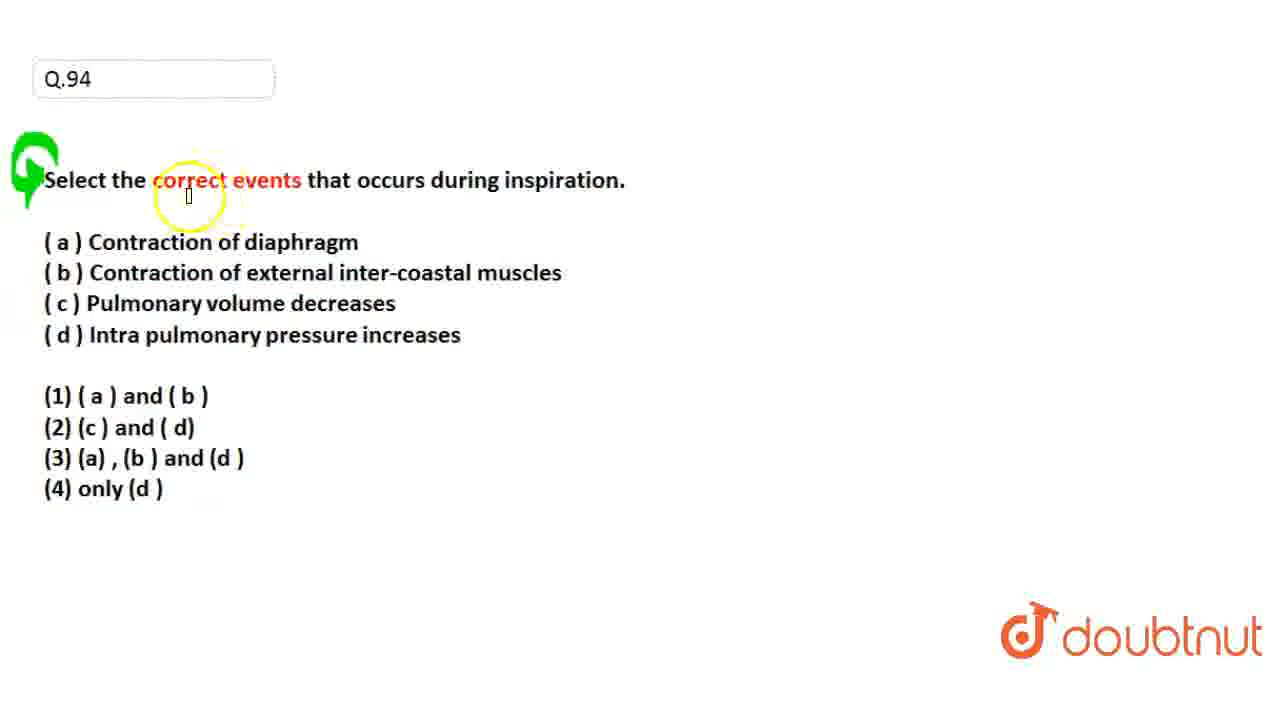 Q.94
Select the correct events that occurs during inspiration.
( a ) Contraction of diaphragm
( b ) Contraction of external inter-coastal muscles
( c ) Pulmonary volume decreases
( d ) Intra pulmonary pressure increases
(1) ( a ) and ( b )
(2) (c ) and ( d)
(3) (a) , (b ) and (d )
(4) only (d )
doubtnut